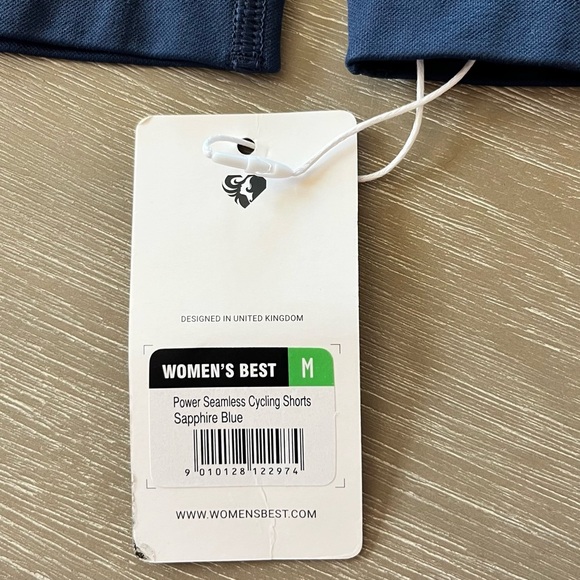 DESIGNED IN UNITED KINGDOM
WOMEN'S BEST M
Power Seamless Cycling Shorts
Sapphire Blue
9 010128 122974
WWW.WOMENSBEST.COM